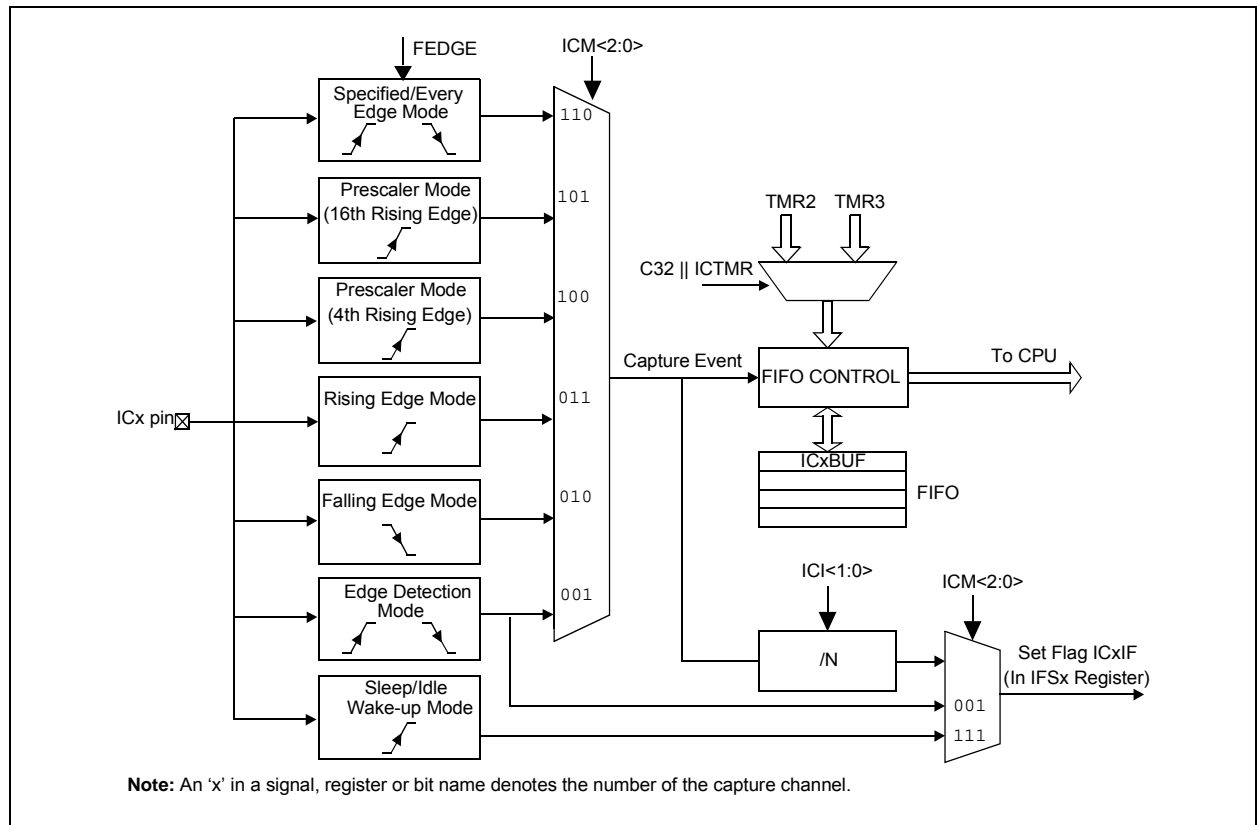 FEDGE
ICM<2:0>
Specified/Every
Edge Mode
110
Prescaler Mode
(16th Rising Edge)
101
TMR2
TMR3
C32 || ICTMR
Prescaler Mode
(4th Rising Edge)
100
Capture Event
FIFO CONTROL
To CPU
ICx pin
Rising Edge Mode
011
ICxBUF
FIFO
Falling Edge Mode
010
ICI<1:0>
ICM<2:0>
Edge Detection
Mode
001
/N
Set Flag ICxIF
(In IFSx Register)
Sleep/Idle
Wake-up Mode
001
111
Note: An ‘x’ in a signal, register or bit name denotes the number of the capture channel.